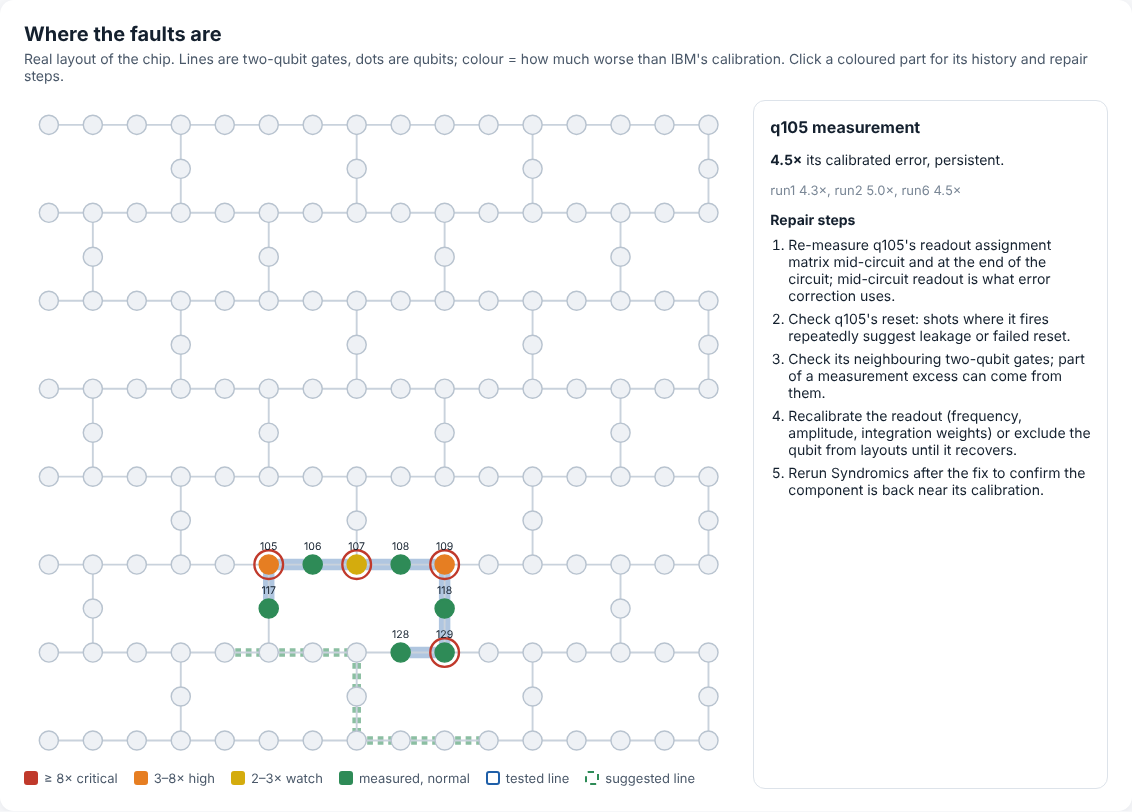 Where the faults are
Real layout of the chip. Lines are two-qubit gates, dots are qubits; colour = how much worse than IBM's calibration. Click a coloured part for its history and repair
steps.
105 106 107 108 109
117 118
128 129
≥ 8× critical 3–8× high 2–3× watch measured, normal tested line suggested line
q105 measurement
4.5× its calibrated error, persistent.
run1 4.3×, run2 5.0×, run6 4.5×
Repair steps
1. Re-measure q105's readout assignment
matrix mid-circuit and at the end of the
circuit; mid-circuit readout is what error
correction uses.
2. Check q105's reset: shots where it fires
repeatedly suggest leakage or failed reset.
3. Check its neighbouring two-qubit gates; part
of a measurement excess can come from
them.
4. Recalibrate the readout (frequency,
amplitude, integration weights) or exclude the
qubit from layouts until it recovers.
5. Rerun Syndromics after the fix to confirm the
component is back near its calibration.